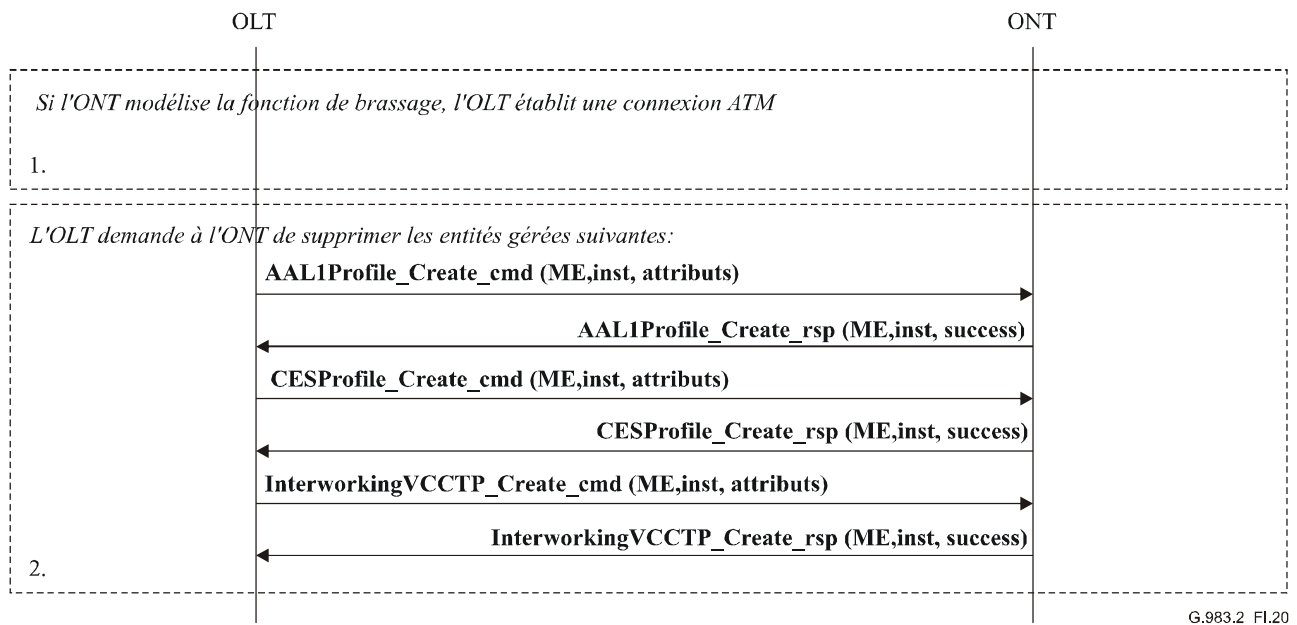 OLT
ONT
Si l'ONT modélise la fonction de brassage, l'OLT établit une connexion ATM
1.
L'OLT demande à l'ONT de supprimer les entités gérées suivantes:
AAL1Profile_Create_cmd (ME,inst, attributs)
AAL1Profile_Create_rsp (ME,inst, success)
CESProfile_Create_cmd (ME,inst, attributs)
CESProfile_Create_rsp (ME,inst, success)
InterworkingVCCTP_Create_cmd (ME,inst, attributs)
InterworkingVCCTP_Create_rsp (ME,inst, success)
2.
G.983.2_FI.20